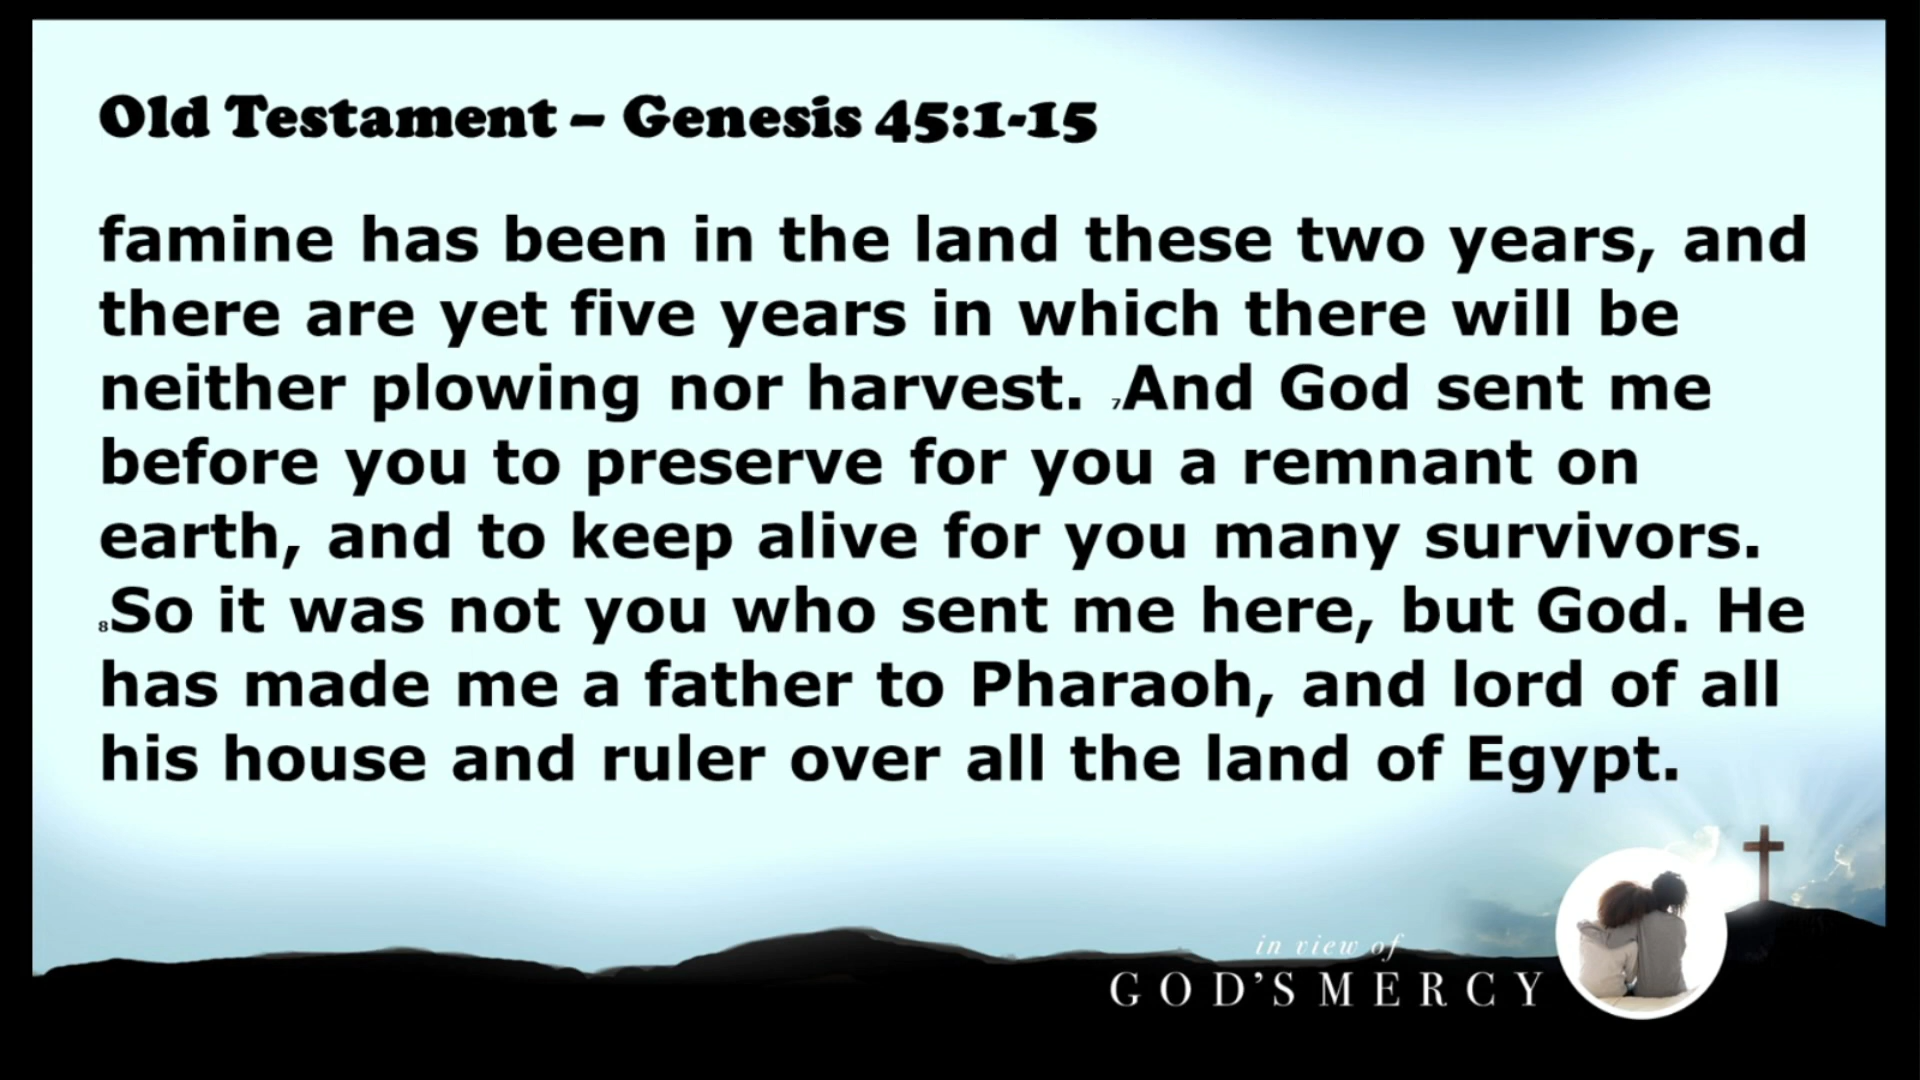 Old Testament – Genesis 45:1-15
famine has been in the land these two years, and
there are yet five years in which there will be
neither plowing nor harvest. 7And God sent me
before you to preserve for you a remnant on
earth, and to keep alive for you many survivors.
8So it was not you who sent me here, but God. He
has made me a father to Pharaoh, and lord of all
his house and ruler over all the land of Egypt.
in view of
GOD'S MERCY